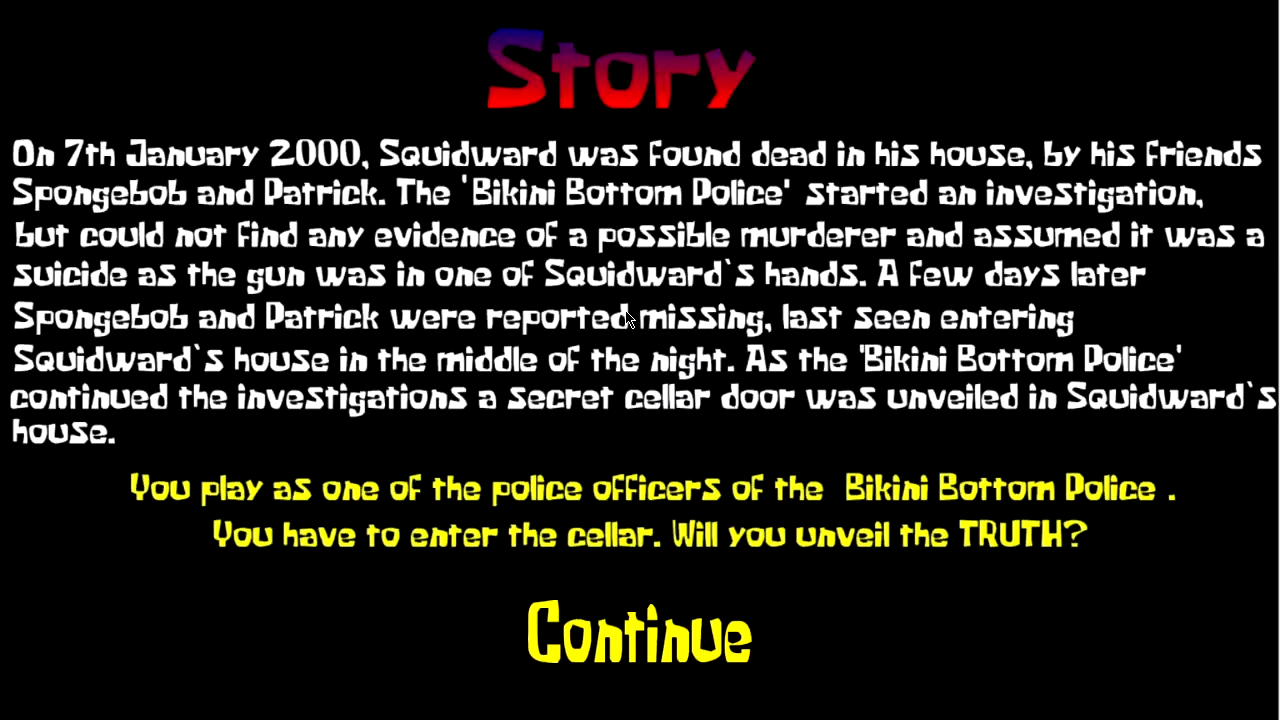 Story
On 7th January 2000, Squidward was found dead in his house, by his friends
Spongebob and Patrick. The 'Bikini Bottom Police' started an investigation,
but could not find any evidence of a possible murderer and assumed it was a
suicide as the gun was in one of Squidward`s hands. A few days later
Spongebob and Patrick were reported missing, last seen entering
Squidward`s house in the middle of the night. As the 'Bikini Bottom Police'
continued the investigations a secret cellar door was unveiled in Squidward`s
house.
You play as one of the police officers of the Bikini Bottom Police .
You have to enter the cellar. Will you unveil the TRUTH?
Continue